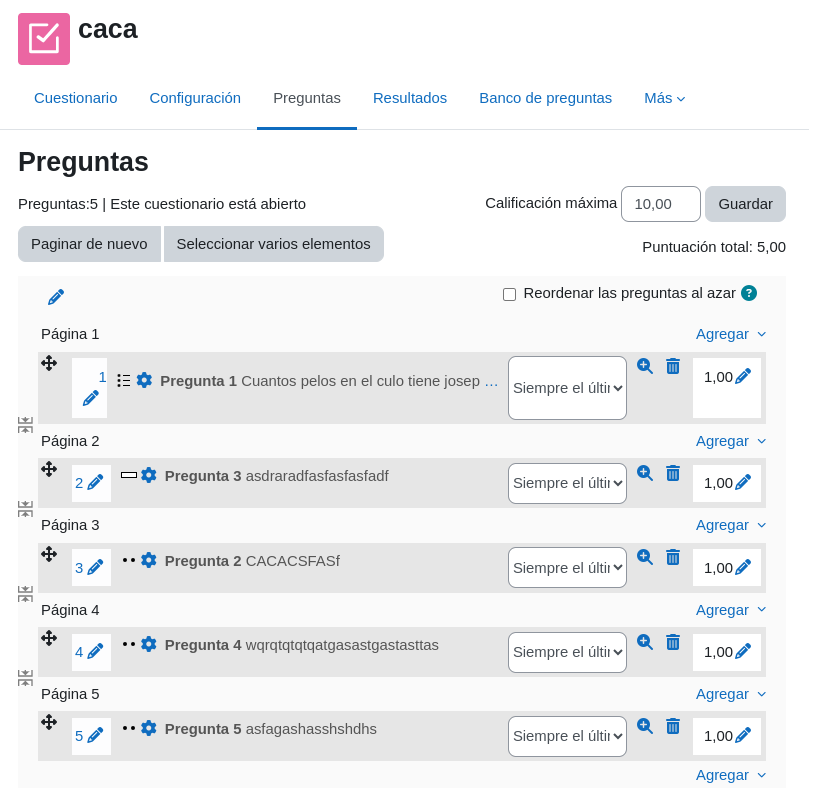 caca
Cuestionario Configuración Preguntas Resultados Banco de preguntas Más
Preguntas
Preguntas:5 | Este cuestionario está abierto Calificación máxima 10,00 Guardar
Paginar de nuevo Seleccionar varios elementos Puntuación total: 5,00
Reordenar las preguntas al azar ?
Página 1 Agregar
1 Pregunta 1 Cuantos pelos en el culo tiene josep … Siempre el últir 1,00
Página 2 Agregar
2 Pregunta 3 asdraradfasfasfasfadf Siempre el últir 1,00
Página 3 Agregar
3 Pregunta 2 CACACSFASf Siempre el últir 1,00
Página 4 Agregar
4 Pregunta 4 wqrqtqtqtqatgasastgastasttas Siempre el últir 1,00
Página 5 Agregar
5 Pregunta 5 asfagashasshshdhs Siempre el últir 1,00
Agregar